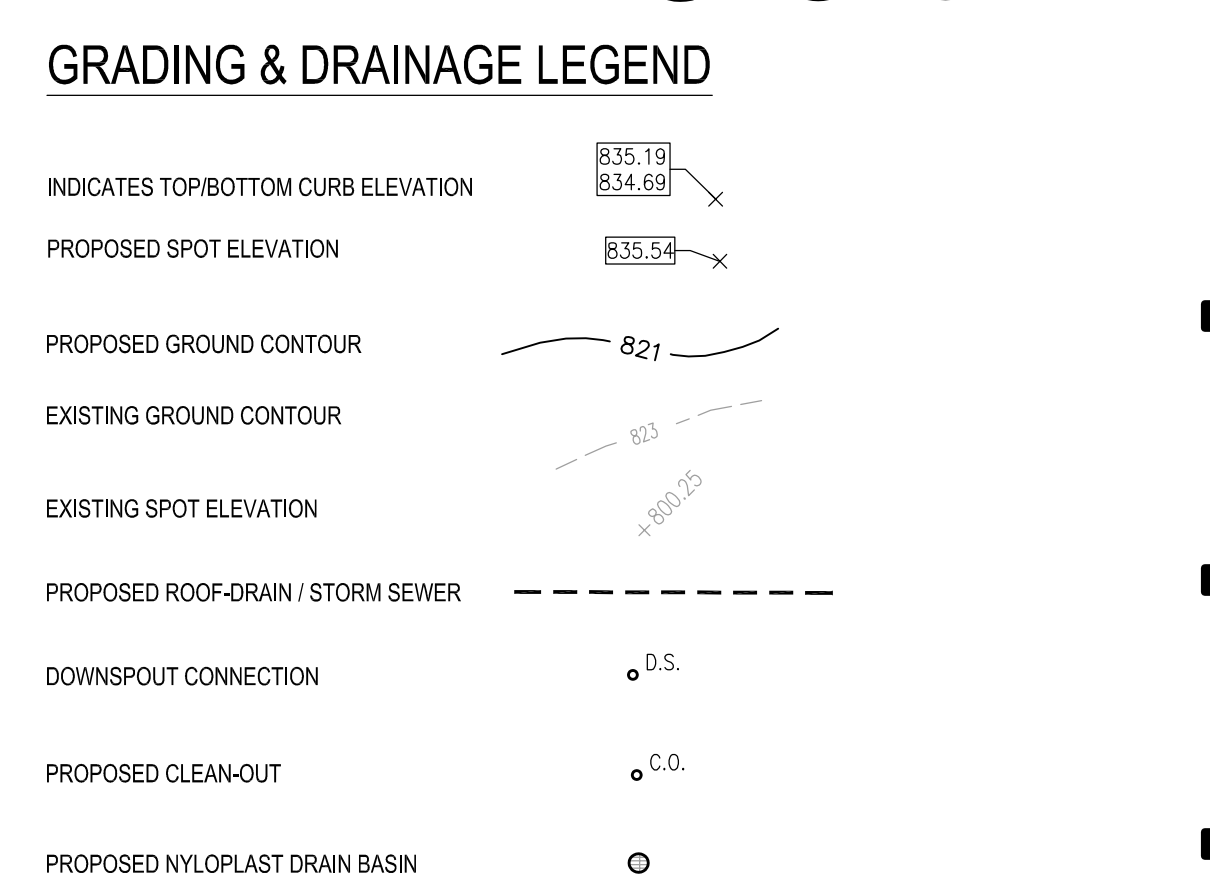 GRADING & DRAINAGE LEGEND
INDICATES TOP/BOTTOM CURB ELEVATION
835.19
834.69
PROPOSED SPOT ELEVATION
835.54
PROPOSED GROUND CONTOUR
821
EXISTING GROUND CONTOUR
823
EXISTING SPOT ELEVATION
+800.25
PROPOSED ROOF-DRAIN / STORM SEWER
DOWNSPOUT CONNECTION
D.S.
PROPOSED CLEAN-OUT
C.O.
PROPOSED NYLOPLAST DRAIN BASIN